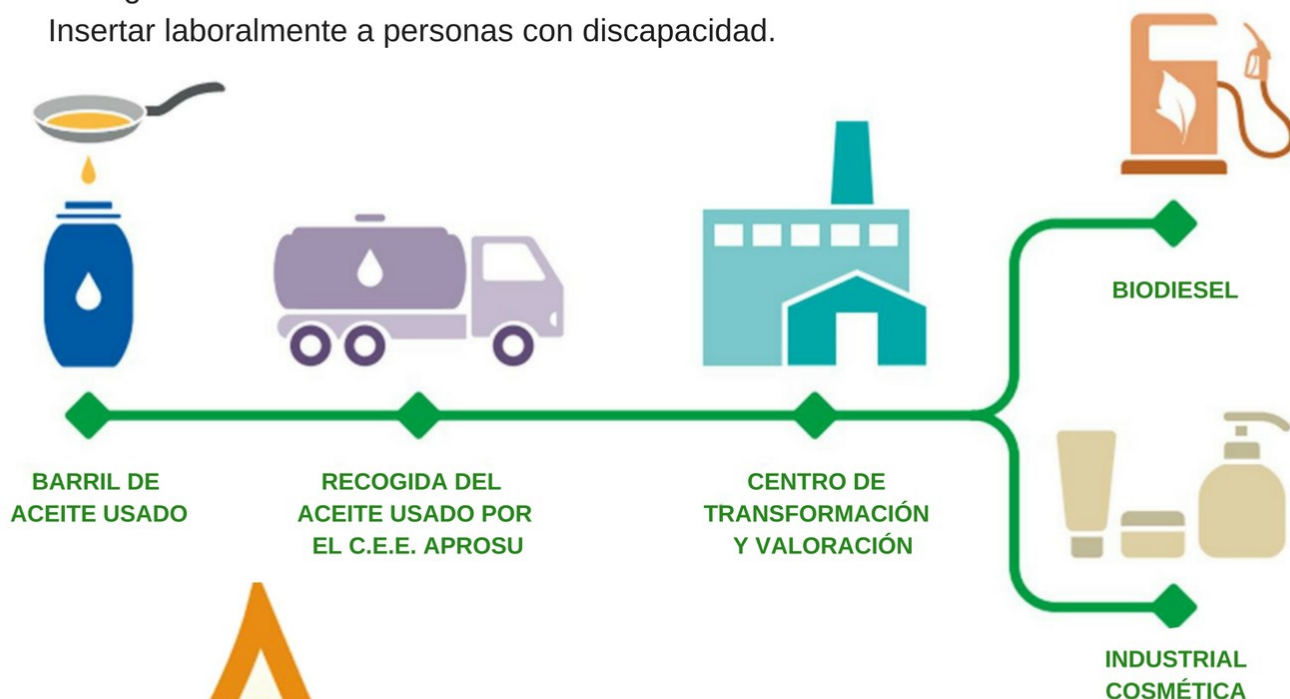 Insertar laboralmente a personas con discapacidad.
BIODIESEL
BARRIL DE
ACEITE USADO
RECOGIDA DEL
ACEITE USADO POR
EL C.E.E. APROSU
CENTRO DE
TRANSFORMACIÓN
Y VALORACIÓN
INDUSTRIAL
COSMÉTICA